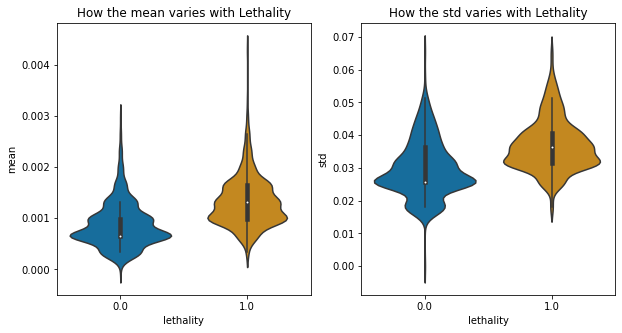 How the mean varies with Lethality
How the std varies with Lethality
0.004
0.003
0.002
0.001
0.000
mean
0.0
1.0
lethality
0.07
0.06
0.05
0.04
0.03
0.02
0.01
0.00
std
0.0
1.0
lethality